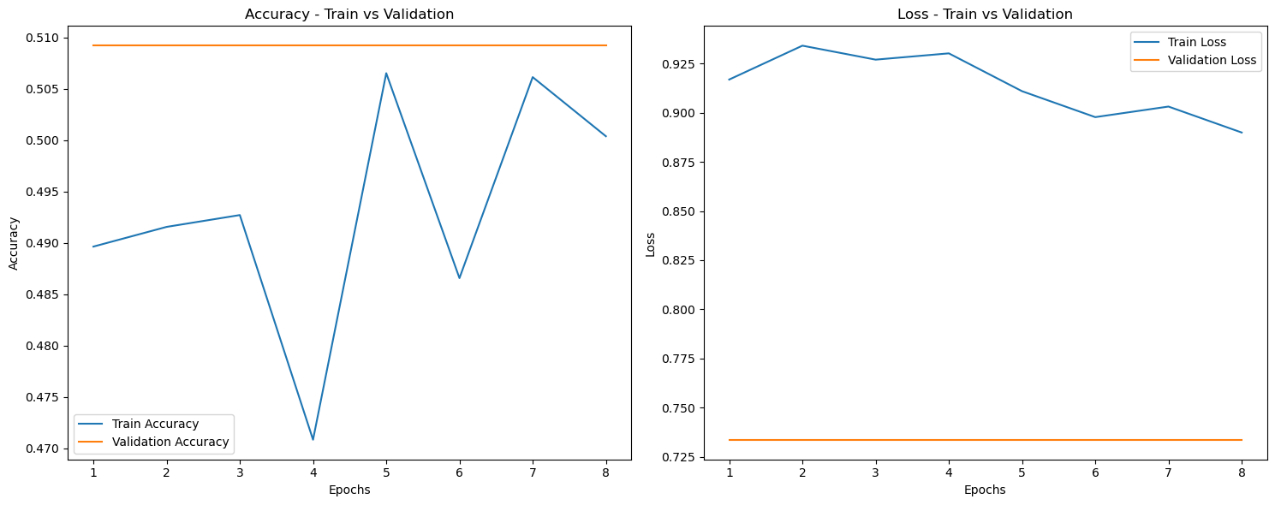 Accuracy - Train vs Validation
0.510
0.505
0.500
0.495
0.490
0.485
0.480
0.475
0.470
Accuracy
Train Accuracy
Validation Accuracy
1 2 3 4 5 6 7 8
Epochs
Loss - Train vs Validation
0.925
0.900
0.875
0.850
0.825
0.800
0.775
0.750
0.725
Loss
Train Loss
Validation Loss
1 2 3 4 5 6 7 8
Epochs